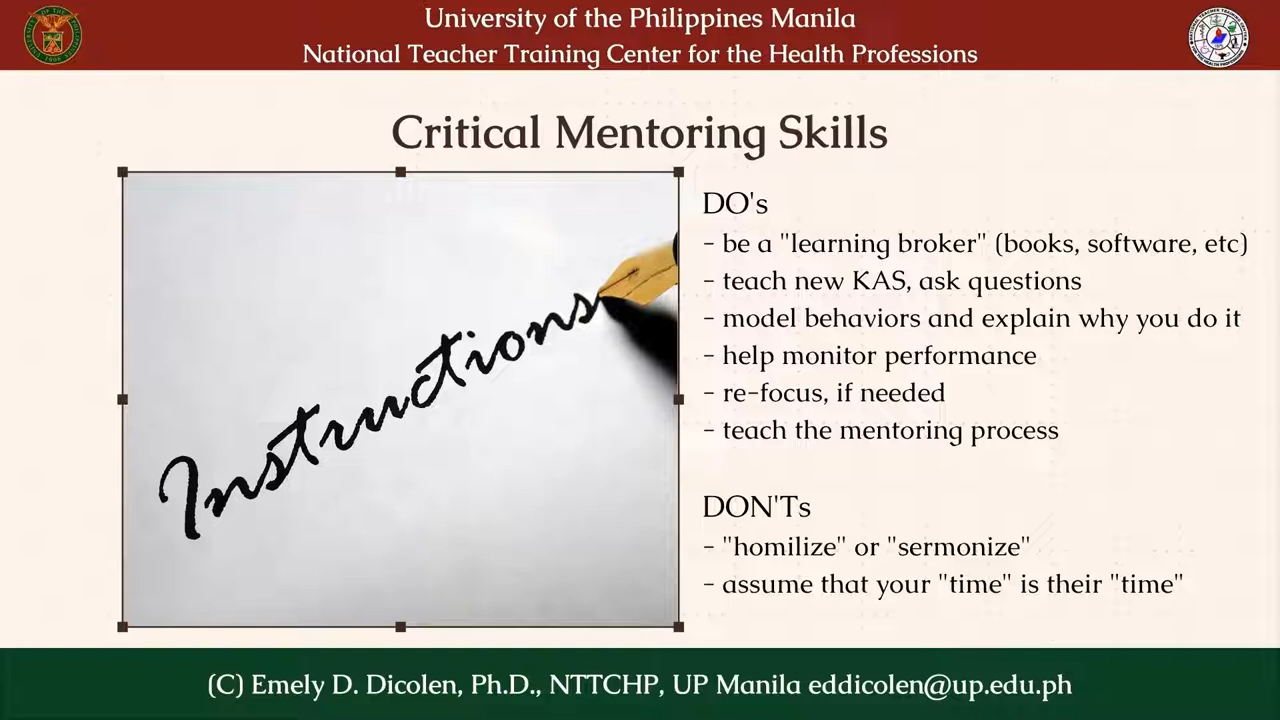 University of the Philippines Manila
National Teacher Training Center for the Health Professions
Critical Mentoring Skills
Instructions
DO's
- be a "learning broker" (books, software, etc)
- teach new KAS, ask questions
- model behaviors and explain why you do it
- help monitor performance
- re-focus, if needed
- teach the mentoring process
DON'Ts
- "homilize" or "sermonize"
- assume that your "time" is their "time"
(C) Emely D. Dicolen, Ph.D., NTTCHP, UP Manila eddicolen@up.edu.ph